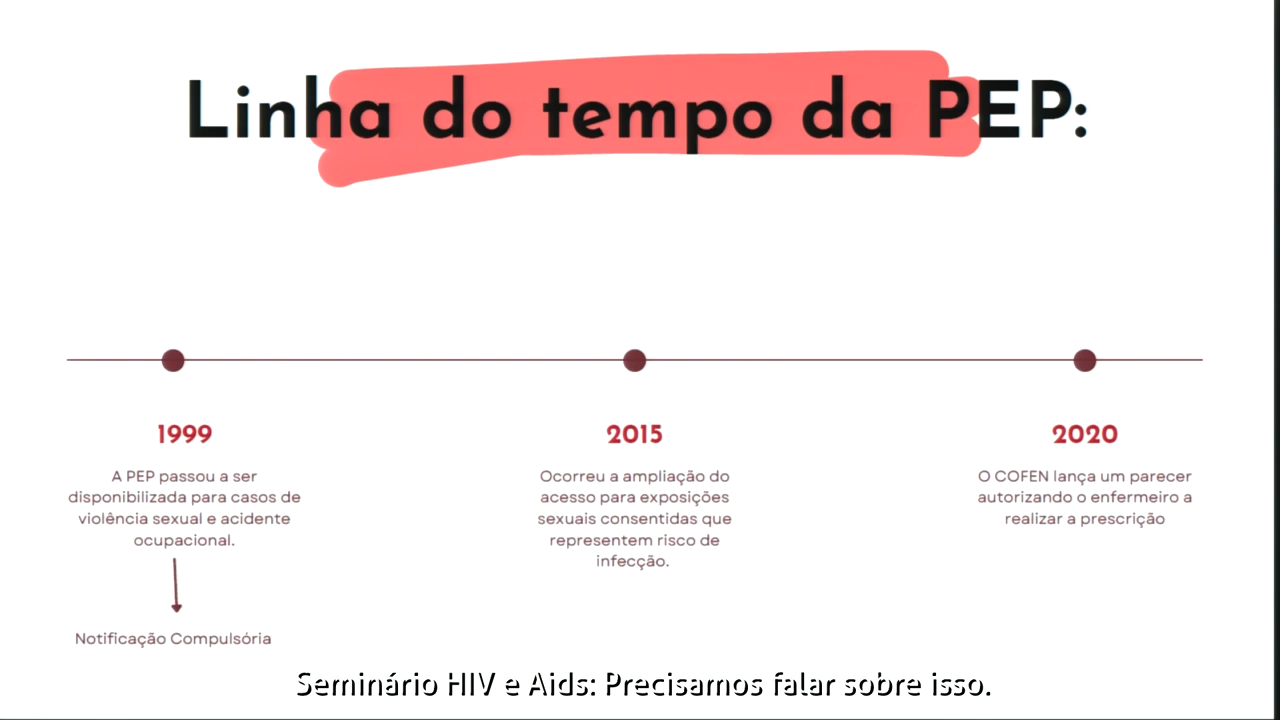 Linha do tempo da PEP:
1999
A PEP passou a ser
disponibilizada para casos de
violência sexual e acidente
ocupacional.
Notificação Compulsória
2015
Ocorreu a ampliação do
acesso para exposições
sexuais consentidas que
representem risco de
infecção.
2020
O COFEN lança um parecer
autorizando o enfermeiro a
realizar a prescrição
Seminário HIV e Aids: Precisamos falar sobre isso.